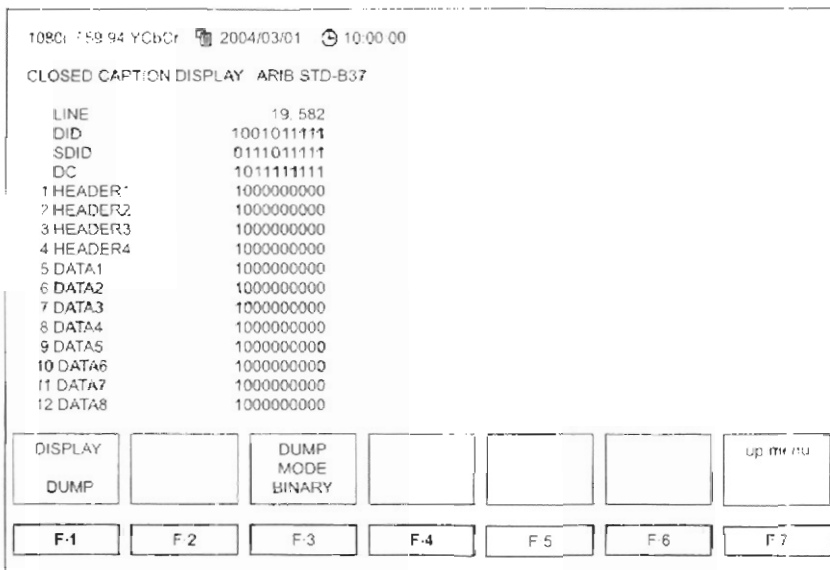 1080i / 59.94 YCbCr 2004/03/01 10:00:00
CLOSED CAPTION DISPLAY ARIB STD-B37
LINE 19, 582
DID 1001011111
SDID 0111011111
DC 1011111111
1 HEADER1 1000000000
2 HEADER2 1000000000
3 HEADER3 1000000000
4 HEADER4 1000000000
5 DATA1 1000000000
6 DATA2 1000000000
7 DATA3 1000000000
8 DATA4 1000000000
9 DATA5 1000000000
10 DATA6 1000000000
11 DATA7 1000000000
12 DATA8 1000000000
DISPLAY DUMP up menu
MODE
DUMP BINARY
F·1 F·2 F·3 F·4 F·5 F·6 F·7